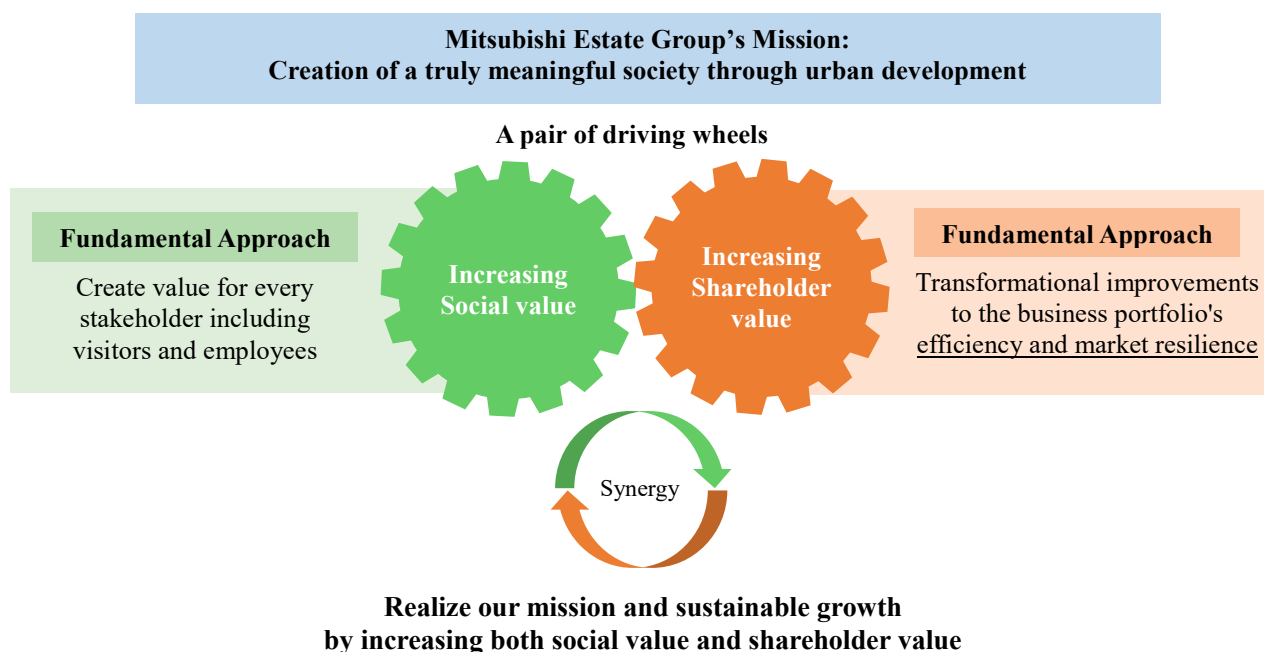 Mitsubishi Estate Group’s Mission:
Creation of a truly meaningful society through urban development
A pair of driving wheels
Fundamental Approach
Create value for every
stakeholder including
visitors and employees
Increasing
Social value
Increasing
Shareholder
value
Fundamental Approach
Transformational improvements
to the business portfolio's
efficiency and market resilience
Synergy
Realize our mission and sustainable growth
by increasing both social value and shareholder value